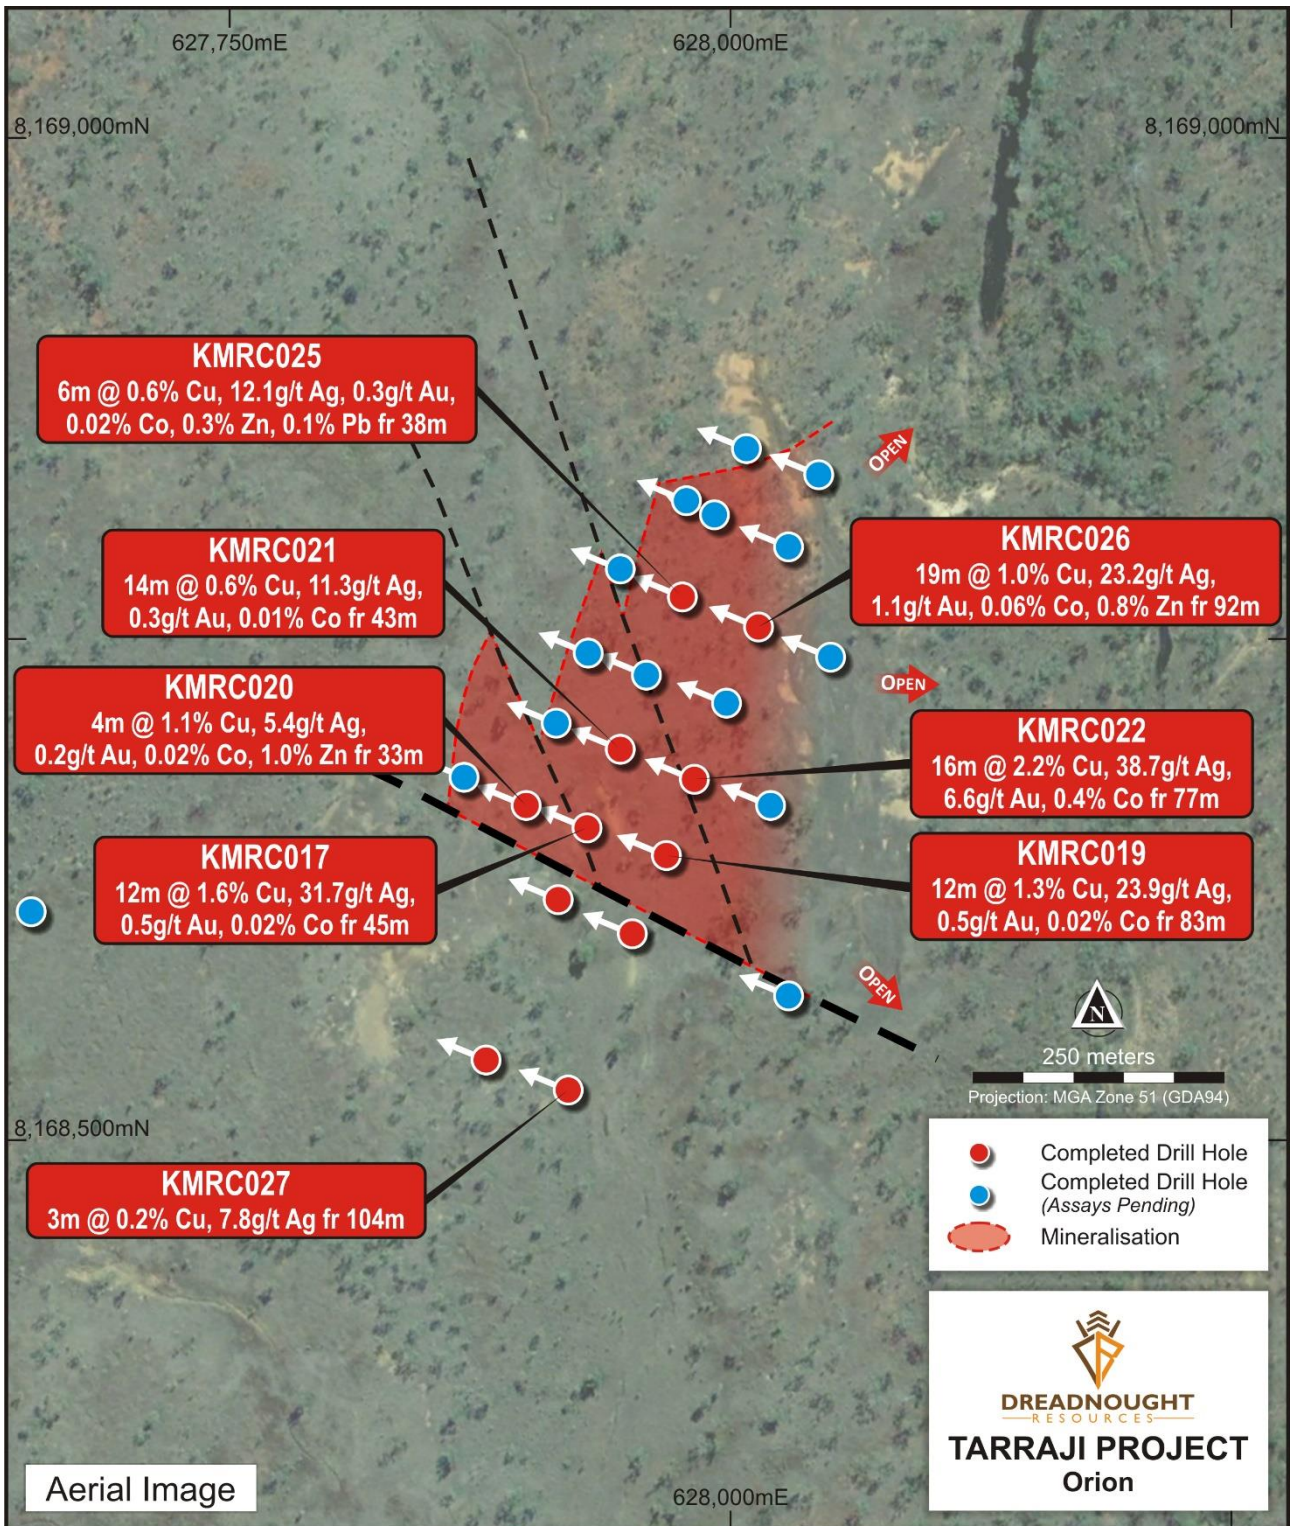 627,750mE
628,000mE
8,169,000mN
8,169,000mN
KMRC025
6m @ 0.6% Cu, 12.1g/t Ag, 0.3g/t Au,
0.02% Co, 0.3% Zn, 0.1% Pb fr 38m
OPEN
KMRC021
14m @ 0.6% Cu, 11.3g/t Ag,
0.3g/t Au, 0.01% Co fr 43m
KMRC026
19m @ 1.0% Cu, 23.2g/t Ag,
1.1g/t Au, 0.06% Co, 0.8% Zn fr 92m
KMRC020
4m @ 1.1% Cu, 5.4g/t Ag,
0.2g/t Au, 0.02% Co, 1.0% Zn fr 33m
OPEN
KMRC022
16m @ 2.2% Cu, 38.7g/t Ag,
6.6g/t Au, 0.4% Co fr 77m
KMRC017
12m @ 1.6% Cu, 31.7g/t Ag,
0.5g/t Au, 0.02% Co fr 45m
KMRC019
12m @ 1.3% Cu, 23.9g/t Ag,
0.5g/t Au, 0.02% Co fr 83m
OPEN
N
250 meters
Projection: MGA Zone 51 (GDA94)
8,168,500mN
KMRC027
3m @ 0.2% Cu, 7.8g/t Ag fr 104m
Completed Drill Hole
Completed Drill Hole
(Assays Pending)
Mineralisation
DREADNOUGHT
RESOURCES
TARRAJI PROJECT
Orion
Aerial Image
628,000mE